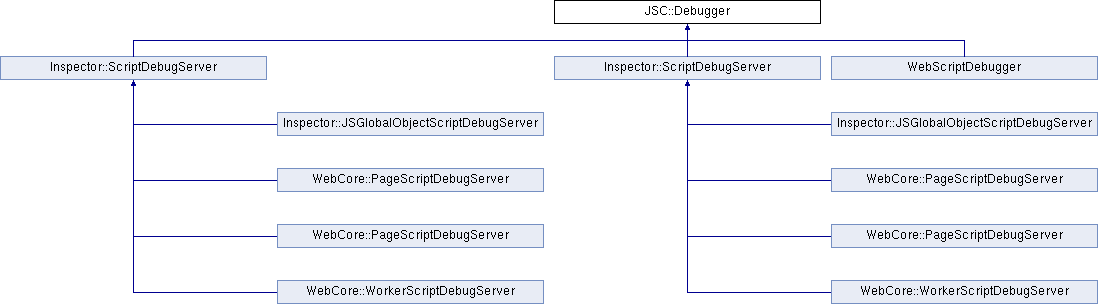 JSC::Debugger
Inspector::ScriptDebugServer
Inspector::ScriptDebugServer
WebScriptDebugger
Inspector::JSGlobalObjectScriptDebugServer
Inspector::JSGlobalObjectScriptDebugServer
WebCore::PageScriptDebugServer
WebCore::PageScriptDebugServer
WebCore::PageScriptDebugServer
WebCore::PageScriptDebugServer
WebCore::WorkerScriptDebugServer
WebCore::WorkerScriptDebugServer